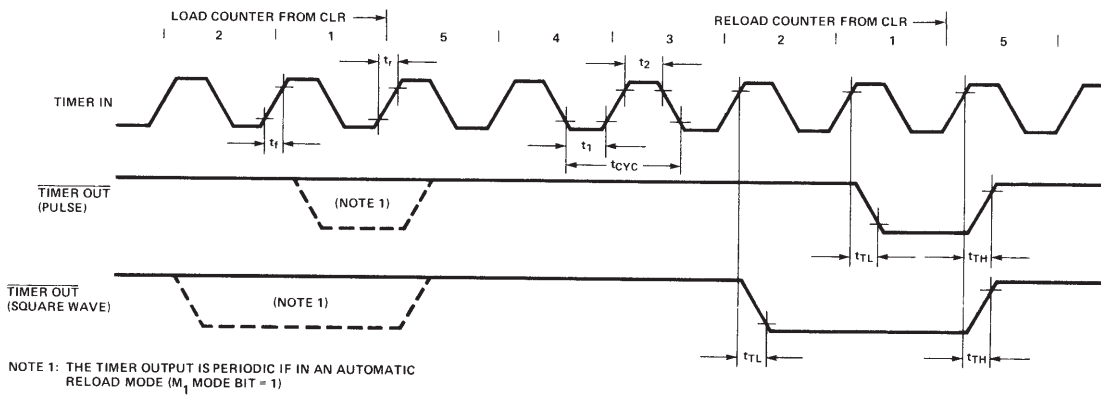 LOAD COUNTER FROM CLR
RELOAD COUNTER FROM CLR
2 1 5 4 3 2 1 5
tr
t2
TIMER IN
tf
t1
tCYC
TIMER OUT
(PULSE)
(NOTE 1)
tTL
tTH
TIMER OUT
(SQUARE WAVE)
(NOTE 1)
tTL
tTH
NOTE 1: THE TIMER OUTPUT IS PERIODIC IF IN AN AUTOMATIC
RELOAD MODE (M1 MODE BIT = 1)